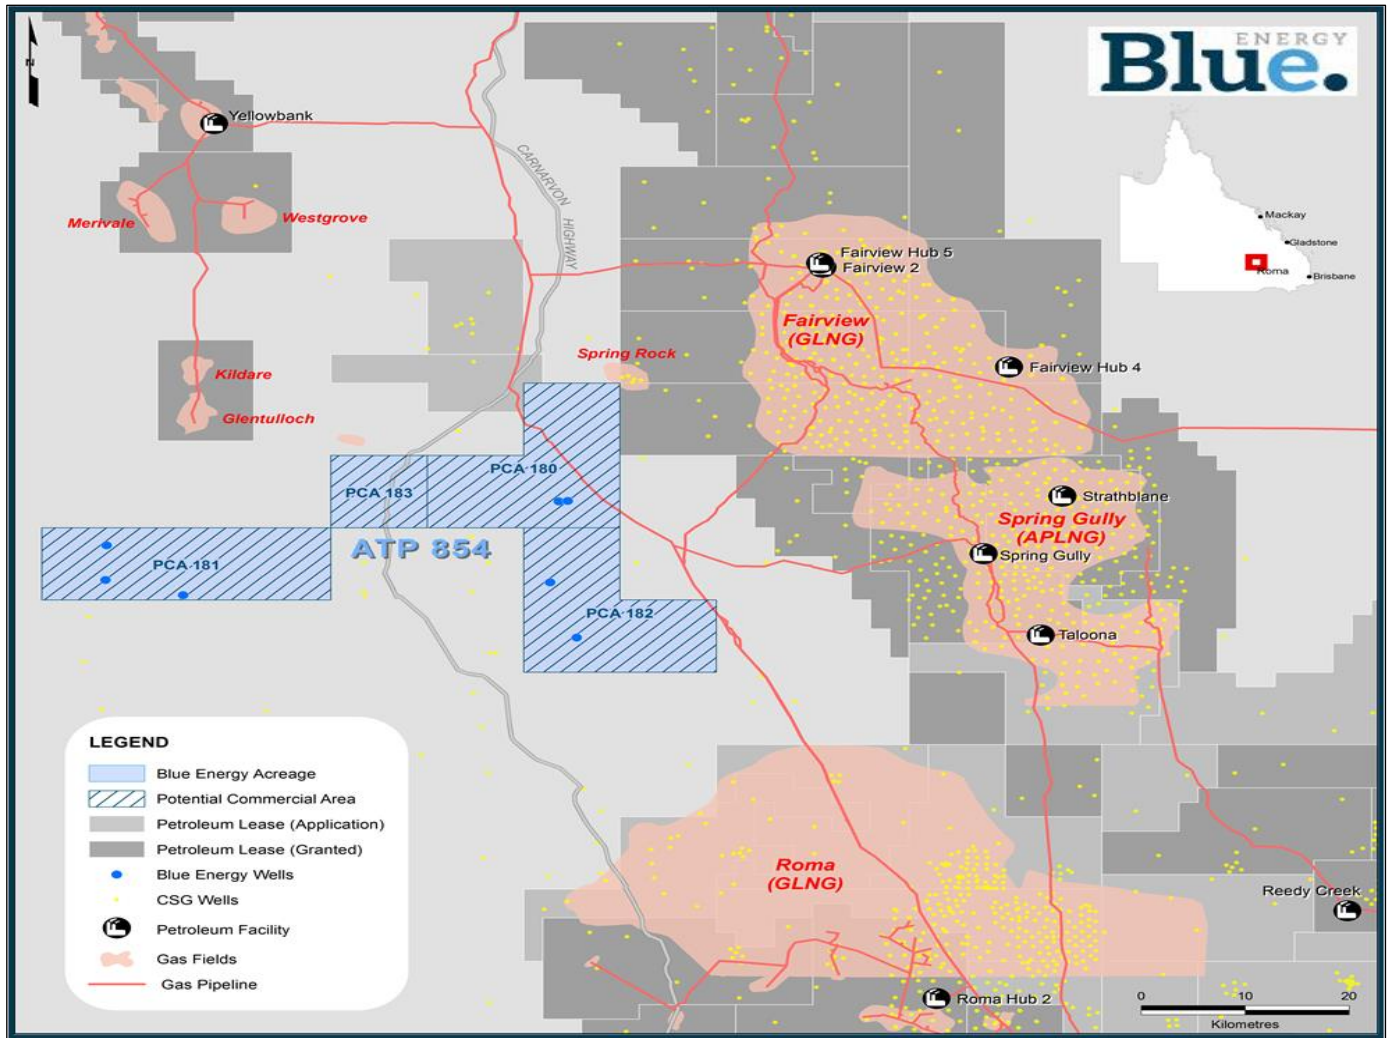 ENERGY
Blue.
N
Yellowbank
CARNARVON HIGHWAY
Merivale
Westgrove
Mackay
Gladstone
Roma
Brisbane
Fairview Hub 5
Fairview 2
Fairview
(GLNG)
Spring Rock
Fairview Hub 4
Kildare
Glentulloch
PCA 180
PCA 183
Strathblane
Spring Gully
(APLNG)
ATP 854
Spring Gully
PCA 181
PCA 182
Taloona
LEGEND
Blue Energy Acreage
Potential Commercial Area
Petroleum Lease (Application)
Petroleum Lease (Granted)
Blue Energy Wells
CSG Wells
Petroleum Facility
Gas Fields
Gas Pipeline
Roma
(GLNG)
Reedy Creek
Roma Hub 2
0 10 20
Kilometres